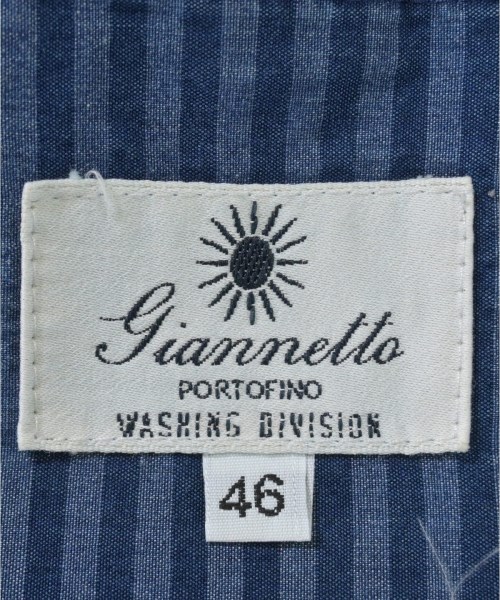 Giannetto
PORTOFINO
WASHING DIVISION
46